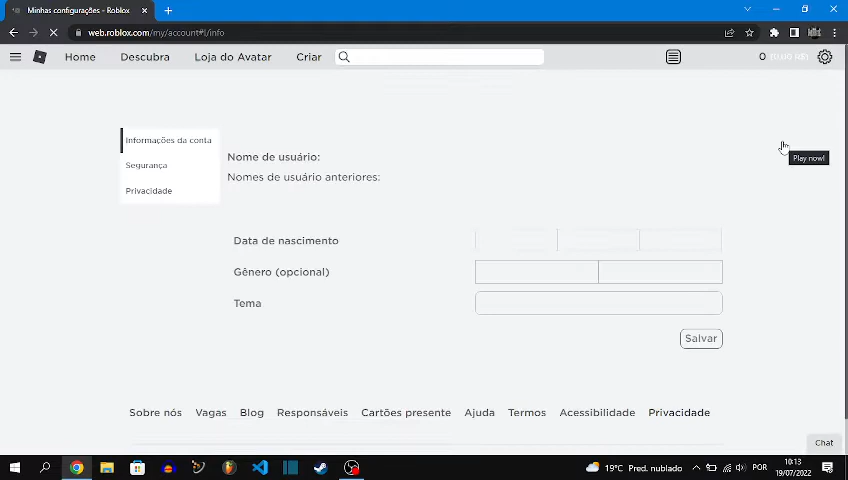 Minhas configurações - Roblox
web.roblox.com/my/account#!/info
Home Descubra Loja do Avatar Criar
0
Play now!
Informações da conta
Segurança
Privacidade
Nome de usuário:
Nomes de usuário anteriores:
Data de nascimento
Gênero (opcional)
Tema
Salvar
Sobre nós Vagas Blog Responsáveis Cartões presente Ajuda Termos Acessibilidade Privacidade
Chat
19°C Pred. nublado POR 10:13
19/07/2022